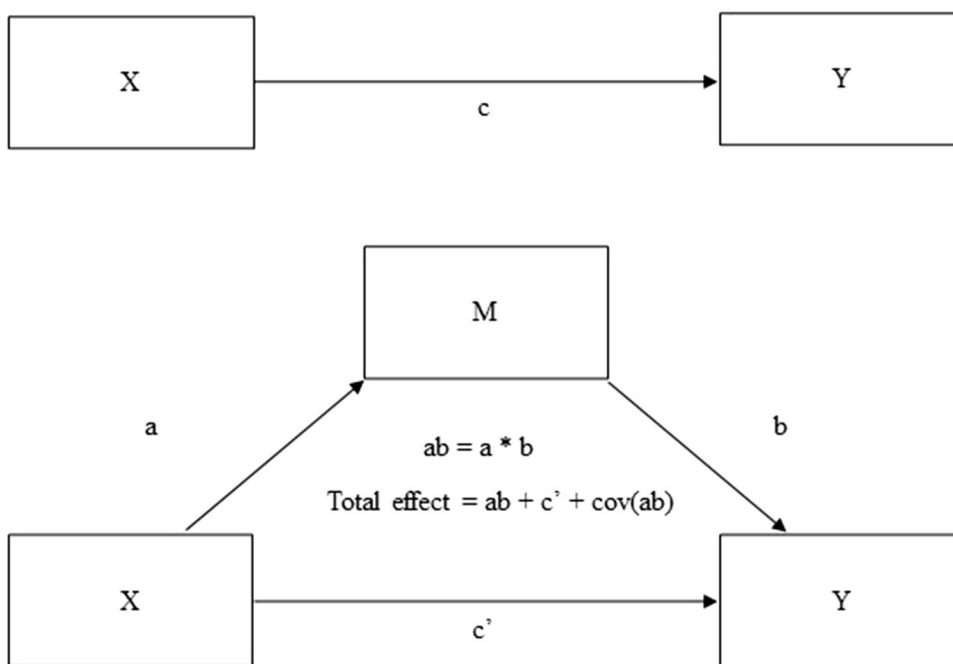 X
Y
c
M
a
b
ab = a * b
Total effect = ab + c’ + cov(ab)
X
Y
c’